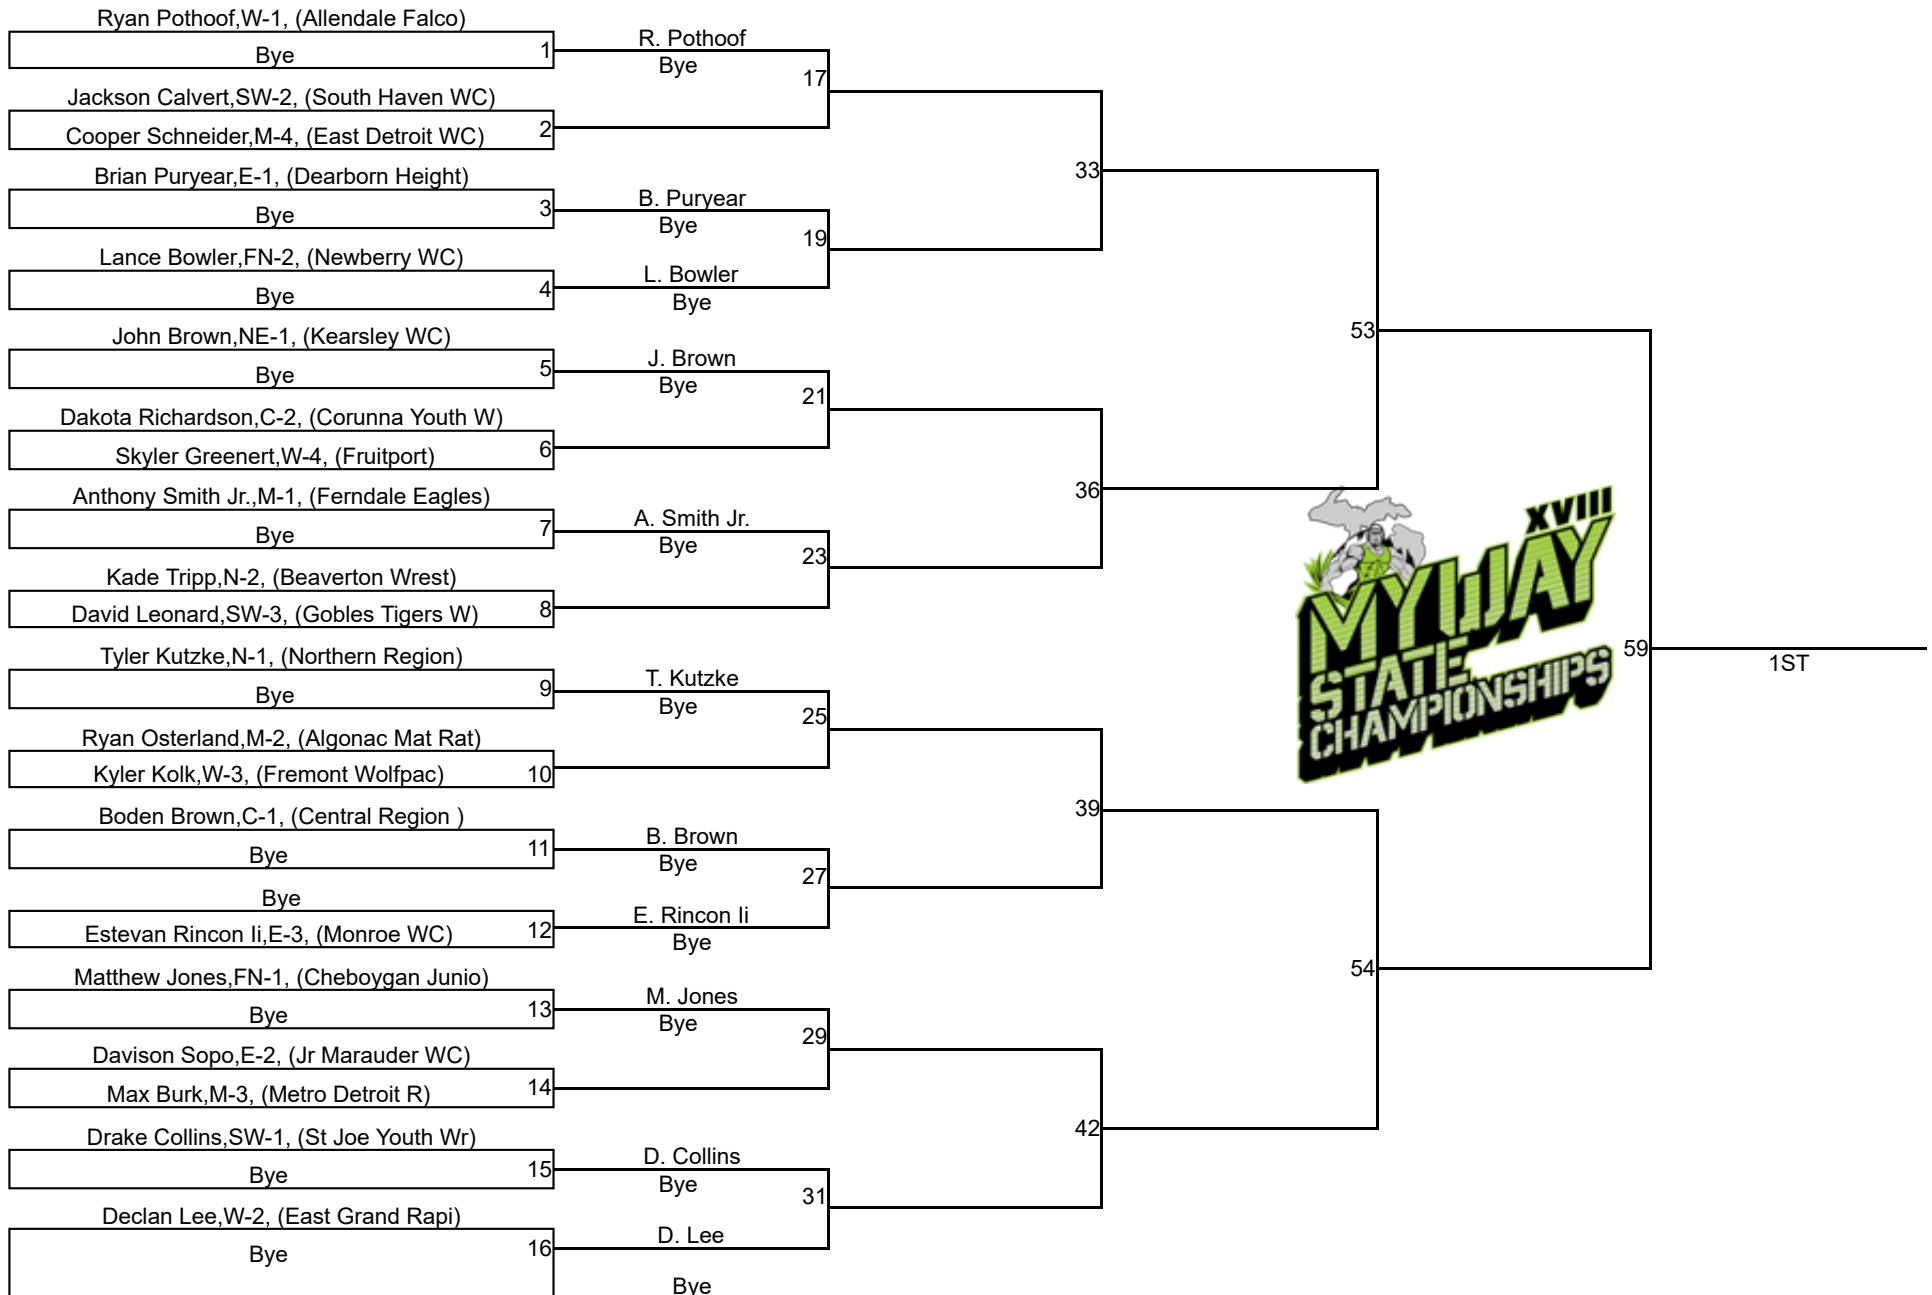 Ryan Pothoof,W-1, (Allendale Falco)
Bye
1
R. Pothoof
Bye
17
Jackson Calvert,SW-2, (South Haven WC)
Cooper Schneider,M-4, (East Detroit WC)
2
33
Brian Puryear,E-1, (Dearborn Height)
Bye
3
B. Puryear
Bye
19
Lance Bowler,FN-2, (Newberry WC)
Bye
4
L. Bowler
Bye
53
John Brown,NE-1, (Kearsley WC)
Bye
5
J. Brown
Bye
21
Dakota Richardson,C-2, (Corunna Youth W)
Skyler Greenert,W-4, (Fruitport)
6
36
Anthony Smith Jr.,M-1, (Ferndale Eagles)
Bye
7
A. Smith Jr.
Bye
23
Kade Tripp,N-2, (Beaverton Wrest)
David Leonard,SW-3, (Gobles Tigers W)
8
XVIII
MYWAY
STATE
CHAMPIONSHIPS
59
1ST
Tyler Kutzke,N-1, (Northern Region)
Bye
9
T. Kutzke
Bye
25
Ryan Osterland,M-2, (Algonac Mat Rat)
Kyler Kolk,W-3, (Fremont Wolfpac)
10
39
Boden Brown,C-1, (Central Region )
Bye
11
B. Brown
Bye
27
Bye
Estevan Rincon Ii,E-3, (Monroe WC)
12
E. Rincon Ii
Bye
54
Matthew Jones,FN-1, (Cheboygan Junio)
Bye
13
M. Jones
Bye
29
Davison Sopo,E-2, (Jr Marauder WC)
Max Burk,M-3, (Metro Detroit R)
14
42
Drake Collins,SW-1, (St Joe Youth Wr)
Bye
15
D. Collins
Bye
31
Declan Lee,W-2, (East Grand Rapi)
Bye
16
D. Lee
Bye